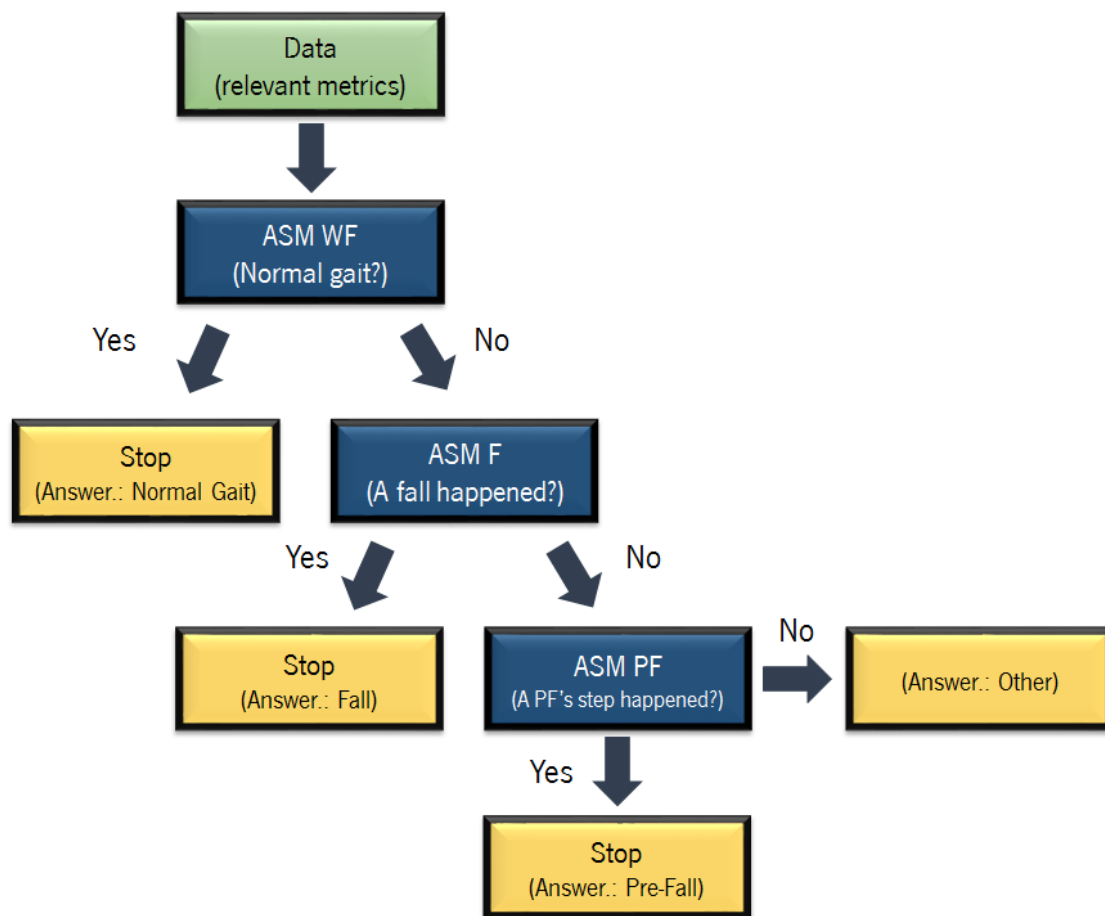 Data
(relevant metrics)
ASM WF
(Normal gait?)
Yes
No
Stop
(Answer.: Normal Gait)
ASM F
(A fall happened?)
Yes
No
Stop
(Answer.: Fall)
ASM PF
(A PF's step happened?)
No
(Answer.: Other)
Yes
Stop
(Answer.: Pre-Fall)